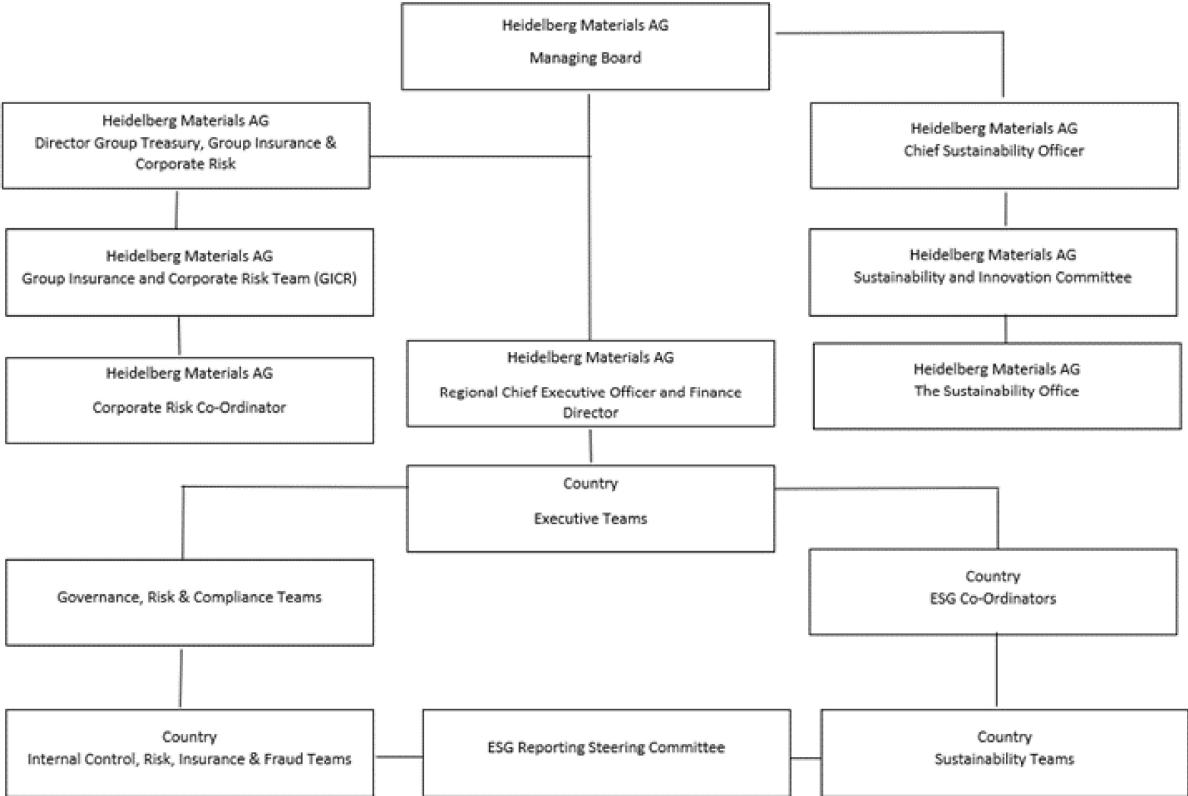 Heidelberg Materials AG
Managing Board
Heidelberg Materials AG
Director Group Treasury, Group Insurance &
Corporate Risk
Heidelberg Materials AG
Chief Sustainability Officer
Heidelberg Materials AG
Group Insurance and Corporate Risk Team (GICR)
Heidelberg Materials AG
Sustainability and Innovation Committee
Heidelberg Materials AG
Corporate Risk Co-Ordinator
Heidelberg Materials AG
Regional Chief Executive Officer and Finance
Director
Heidelberg Materials AG
The Sustainability Office
Country
Executive Teams
Governance, Risk & Compliance Teams
Country
ESG Co-Ordinators
Country
Internal Control, Risk, Insurance & Fraud Teams
ESG Reporting Steering Committee
Country
Sustainability Teams